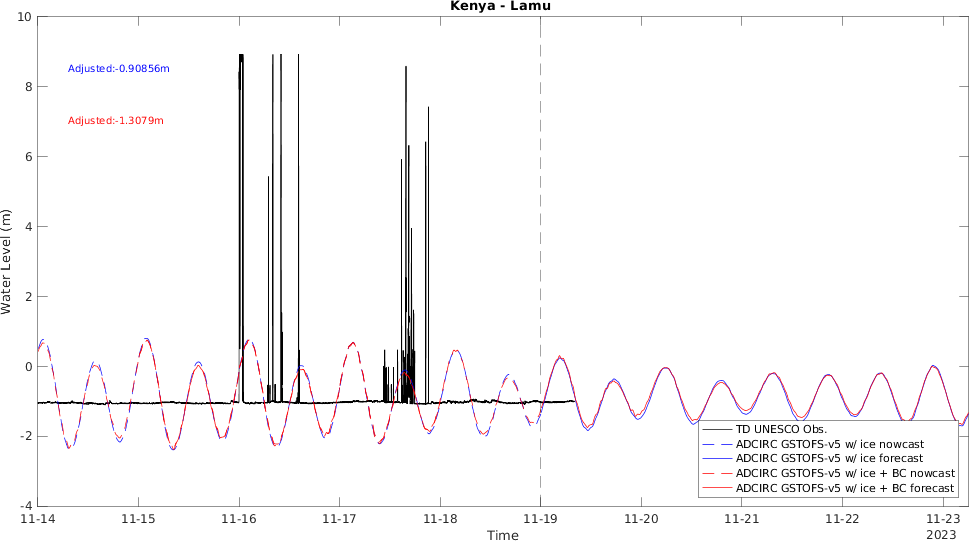 Kenya - Lamu
10
8
6
4
2
0
-2
-4
Water Level (m)
Adjusted:-0.90856m
Adjusted:-1.3079m
TD UNESCO Obs.
ADCIRC GSTOFS-v5 w/ ice nowcast
ADCIRC GSTOFS-v5 w/ ice forecast
ADCIRC GSTOFS-v5 w/ ice + BC nowcast
ADCIRC GSTOFS-v5 w/ ice + BC forecast
11-14 11-15 11-16 11-17 11-18 11-19 11-20 11-21 11-22 11-23
2023
Time